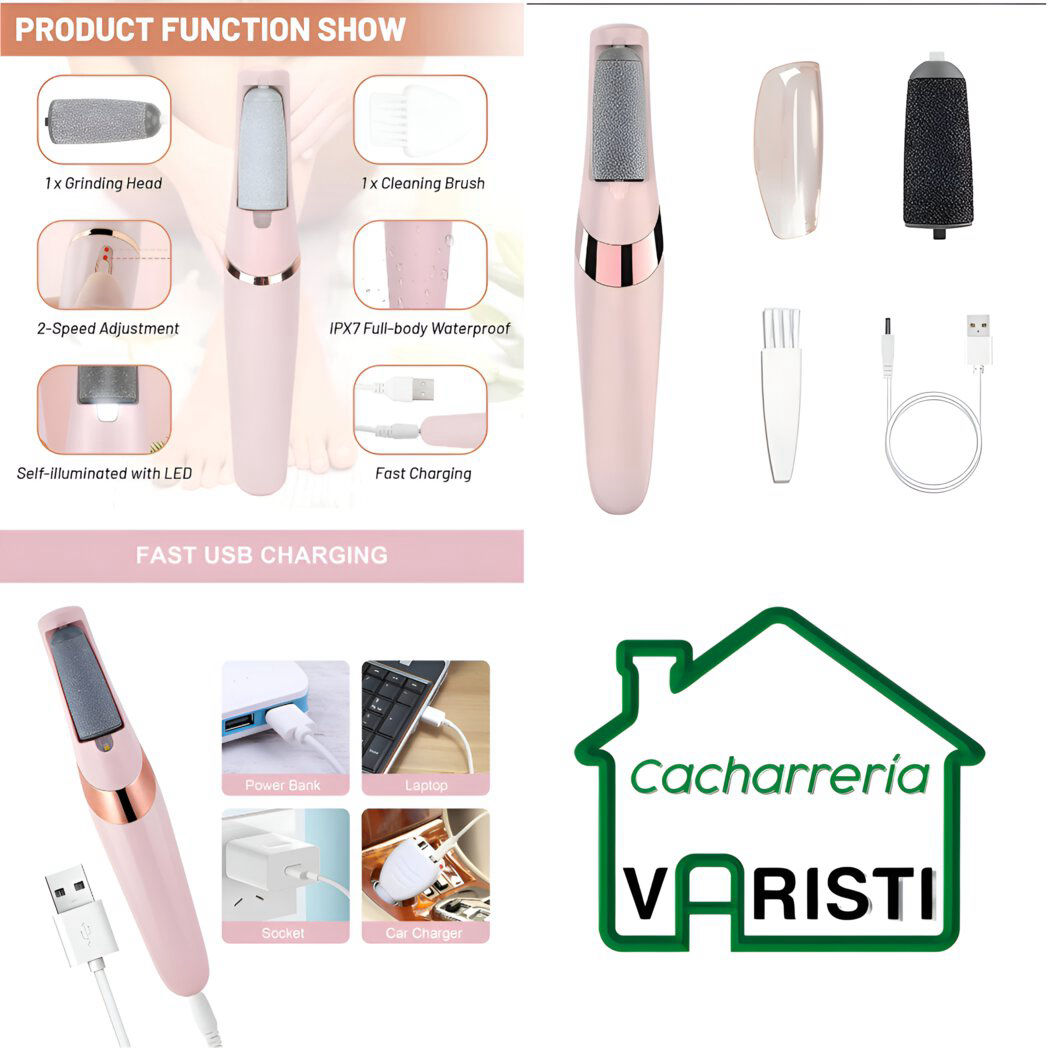 PRODUCT FUNCTION SHOW
1 x Grinding Head
1 x Cleaning Brush
2-Speed Adjustment
IPX7 Full-body Waterproof
Self-illuminated with LED
Fast Charging
FAST USB CHARGING
Power Bank
Laptop
Socket
Car Charger
Cacharrería
VARISTI